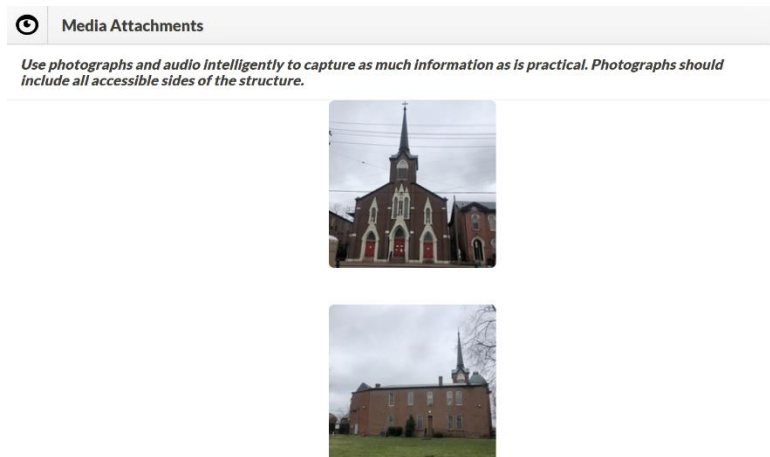 Media Attachments
Use photographs and audio intelligently to capture as much information as is practical. Photographs should
include all accessible sides of the structure.